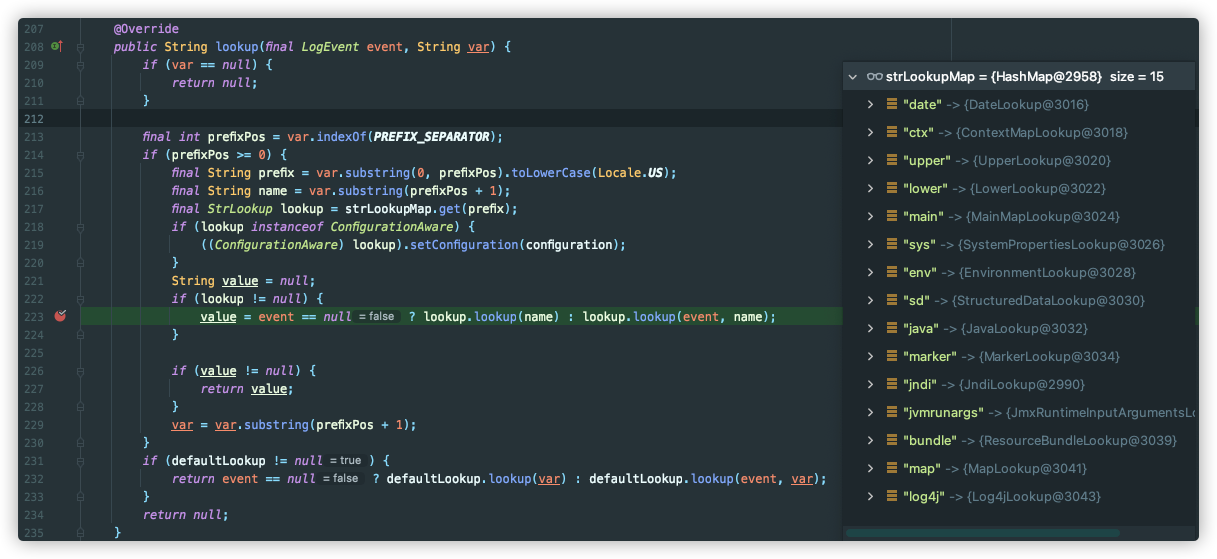 207 @Override
208 public String lookup(final LogEvent event, String var) {
209 if (var == null) {
210 return null;
211 }
212
213 final int prefixPos = var.indexOf(PREFIX_SEPARATOR);
214 if (prefixPos >= 0) {
215 final String prefix = var.substring(0, prefixPos).toLowerCase(Locale.US);
216 final String name = var.substring(prefixPos + 1);
217 final StrLookup lookup = strLookupMap.get(prefix);
218 if (lookup instanceof ConfigurationAware) {
219 ((ConfigurationAware) lookup).setConfiguration(configuration);
220 }
221 String value = null;
222 if (lookup != null) {
223 value = event == null = false ? lookup.lookup(name) : lookup.lookup(event, name);
224 }
225
226 if (value != null) {
227 return value;
228 }
229 var = var.substring(prefixPos + 1);
230 }
231 if (defaultLookup != null = true ) {
232 return event == null = false ? defaultLookup.lookup(var) : defaultLookup.lookup(event, var);
233 }
234 return null;
235 }
strLookupMap = {HashMap@2958} size = 15
"date" -> {DateLookup@3016}
"ctx" -> {ContextMapLookup@3018}
"upper" -> {UpperLookup@3020}
"lower" -> {LowerLookup@3022}
"main" -> {MainMapLookup@3024}
"sys" -> {SystemPropertiesLookup@3026}
"env" -> {EnvironmentLookup@3028}
"sd" -> {StructuredDataLookup@3030}
"java" -> {JavaLookup@3032}
"marker" -> {MarkerLookup@3034}
"jndi" -> {JndiLookup@2990}
"jvmrunargs" -> {JmxRuntimeInputArgumentsLo
"bundle" -> {ResourceBundleLookup@3039}
"map" -> {MapLookup@3041}
"log4j" -> {Log4jLookup@3043}